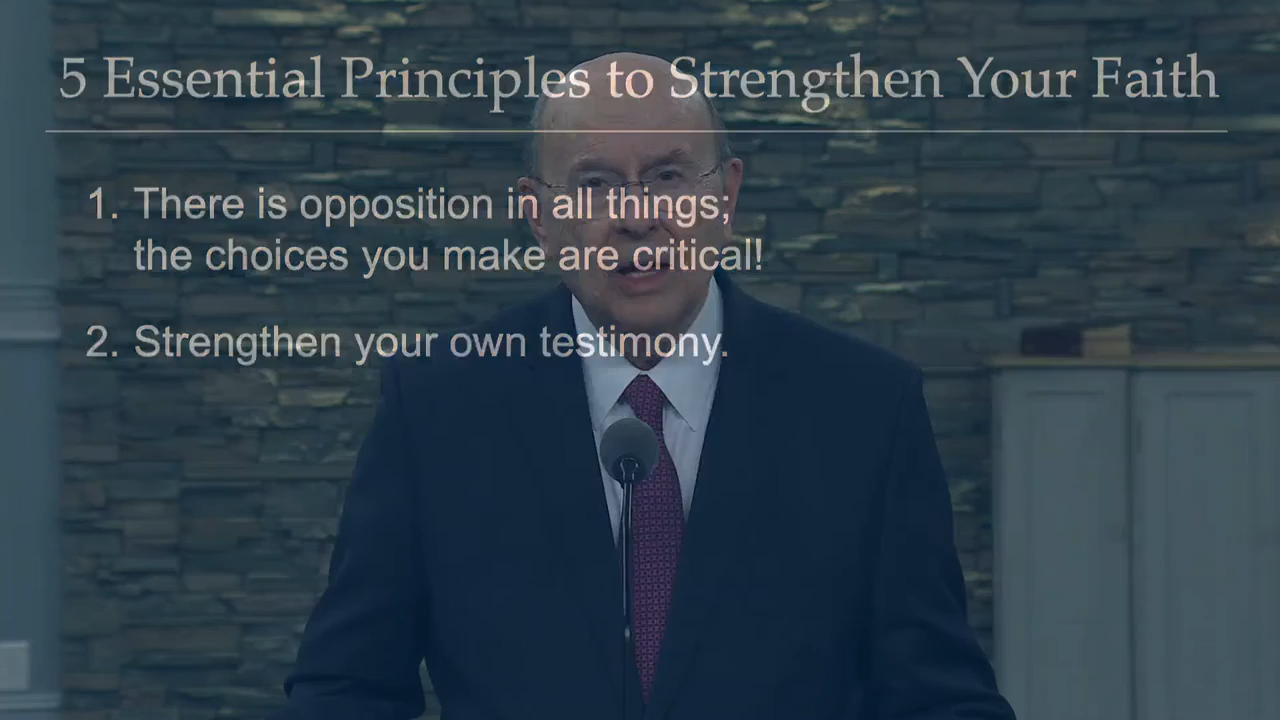 5 Essential Principles to Strengthen Your Faith
1. There is opposition in all things;
the choices you make are critical!
2. Strengthen your own testimony.